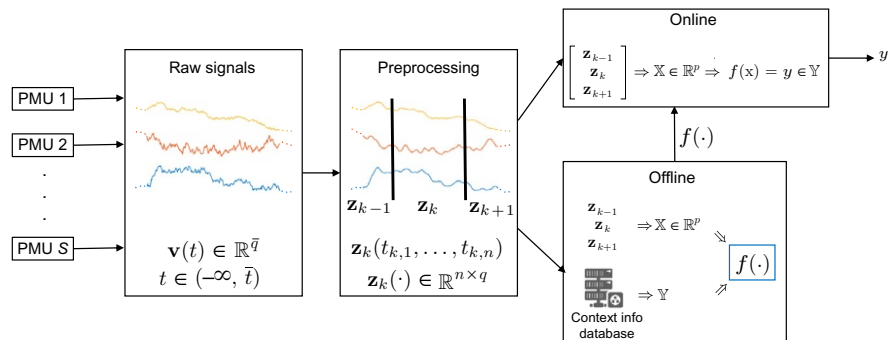 PMU 1
PMU 2
.
.
.
PMU S
Raw signals
v(t) ∈ ℝ^q̄
t ∈ (−∞, t̄)
Preprocessing
z_{k−1} z_k z_{k+1}
z_k(t_{k,1}, . . . , t_{k,n})
z_k(·) ∈ ℝ^{n×q}
Online
z_{k−1}
z_k ⇒ 𝕏 ∈ ℝ^p ⇒ f(x) = y ∈ 𝕐
z_{k+1}
y
f(·)
Offline
z_{k−1}
z_k ⇒ 𝕏 ∈ ℝ^p
z_{k+1}
⇒
f(·)
⇒ 𝕐
⇒
Context info
database